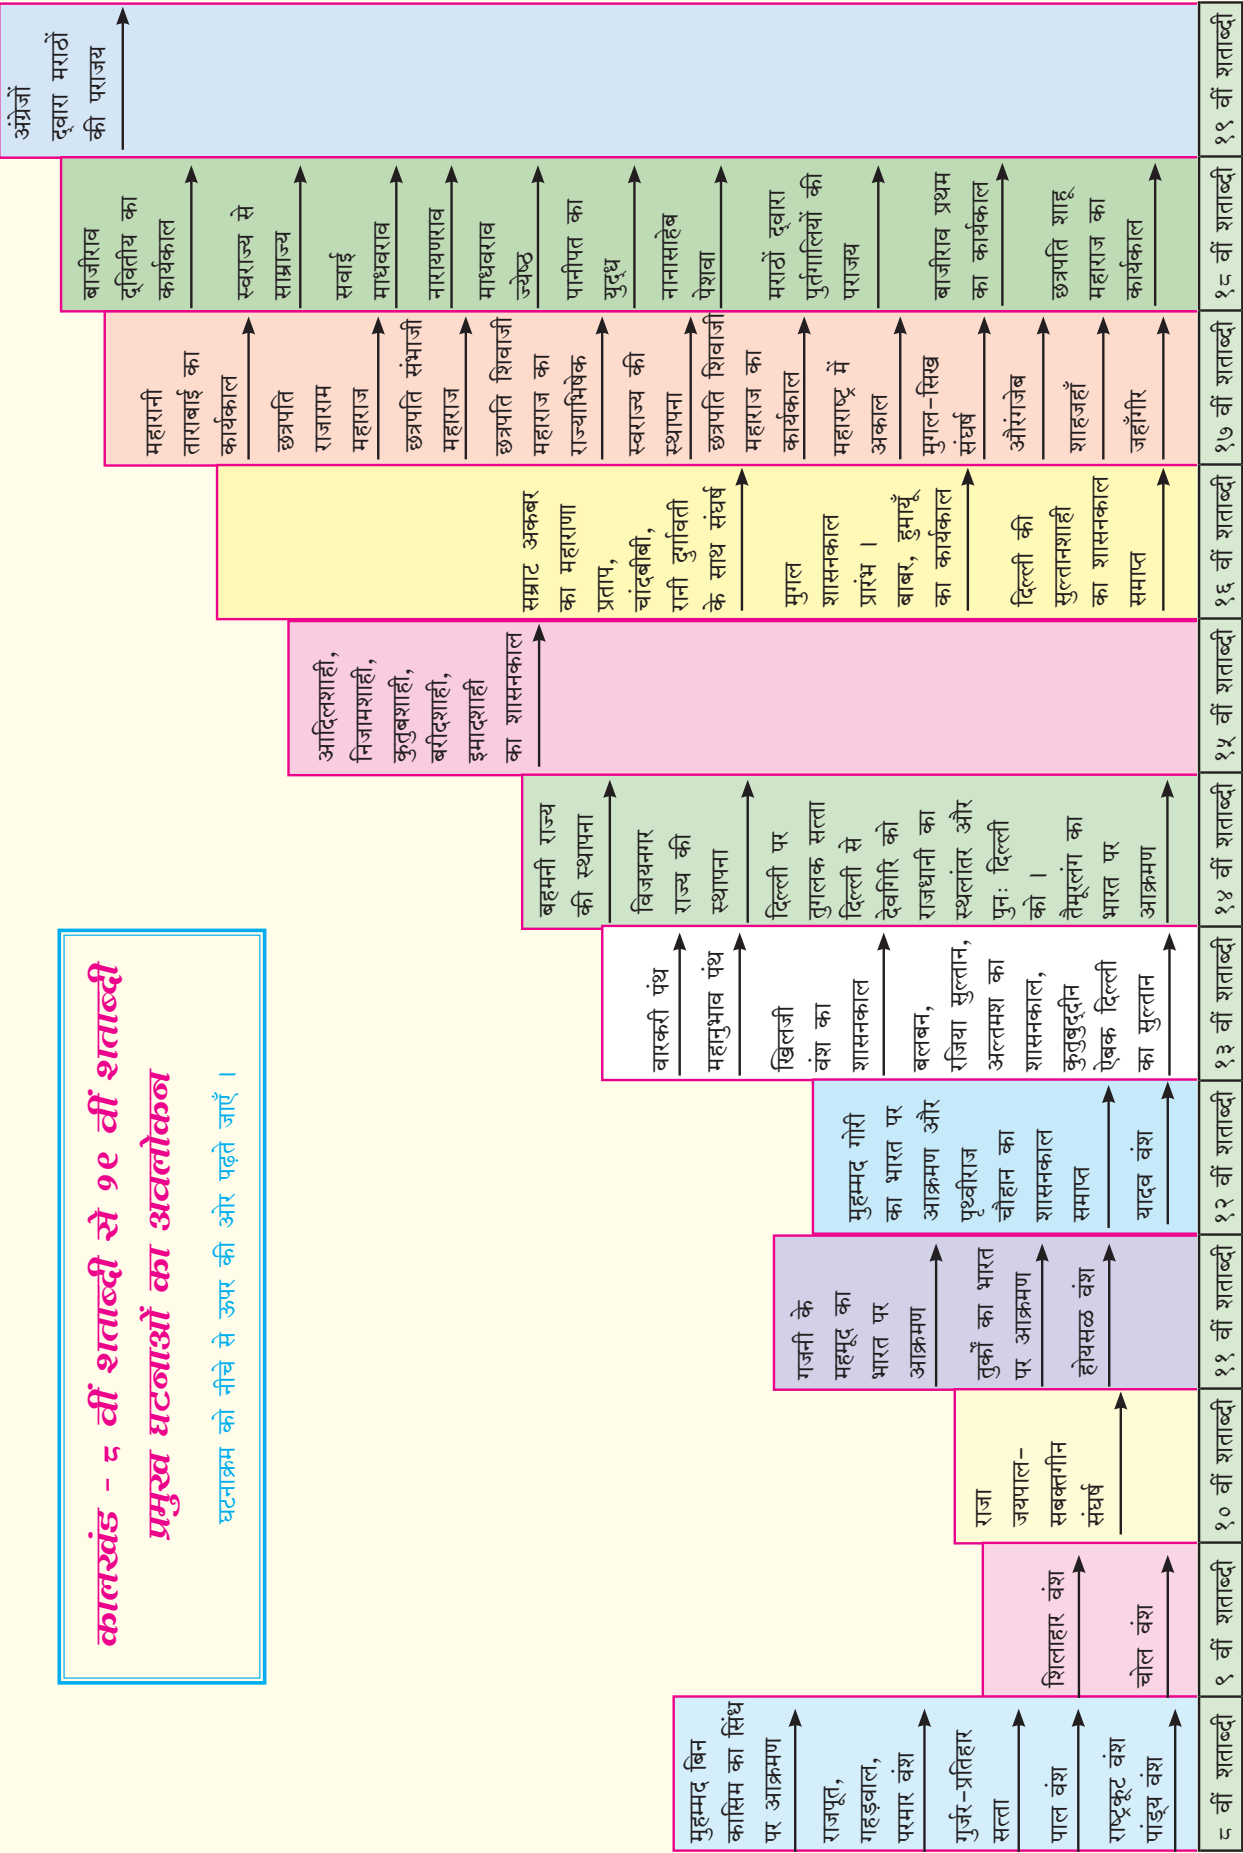 कालखंड - ८ वीं शताब्दी से १९ वीं शताब्दी
प्रमुख घटनाओं का अवलोकन
घटनाक्रम को नीचे से ऊपर की ओर पढ़ते जाएँ ।
मुहम्मद बिन
कासिम का सिंध
पर आक्रमण
राजपूत,
गहड़वाल,
परमार वंश
गुर्जर-प्रतिहार
सत्ता
पाल वंश
राष्ट्रकूट वंश
पांड्य वंश
८ वीं शताब्दी
शिलाहार वंश
चोल वंश
९ वीं शताब्दी
राजा
जयपाल-
सबक्तगीन
संघर्ष
१० वीं शताब्दी
गजनी के
महमूद का
भारत पर
आक्रमण
तुर्कों का भारत
पर आक्रमण
होयसळ वंश
११ वीं शताब्दी
मुहम्मद गोरी
का भारत पर
आक्रमण और
पृथ्वीराज
चौहान का
शासनकाल
समाप्त
यादव वंश
१२ वीं शताब्दी
वारकरी पंथ
महानुभाव पंथ
खिलजी
वंश का
शासनकाल
बलबन,
रजिया सुल्तान,
अल्तमश का
शासनकाल,
कुतुबुद्दीन
ऐबक दिल्ली
का सुल्तान
१३ वीं शताब्दी
बहमनी राज्य
की स्थापना
विजयनगर
राज्य की
स्थापना
दिल्ली पर
तुगलक सत्ता
दिल्ली से
देवगिरि को
राजधानी का
स्थलांतर और
पुनः दिल्ली
को ।
तैमूरलंग का
भारत पर
आक्रमण
१४ वीं शताब्दी
आदिलशाही,
निजामशाही,
कुतुबशाही,
बरीदशाही,
इमादशाही
का शासनकाल
१५ वीं शताब्दी
सम्राट अकबर
का महाराणा
प्रताप,
चांदबीबी,
रानी दुर्गावती
के साथ संघर्ष
मुगल
शासनकाल
प्रारंभ ।
बाबर, हुमायूँ
का कार्यकाल
दिल्ली की
सुल्तानशाही
का शासनकाल
समाप्त
१६ वीं शताब्दी
महारानी
ताराबाई का
कार्यकाल
छत्रपति
राजाराम
महाराज
छत्रपति संभाजी
महाराज
छत्रपति शिवाजी
महाराज का
राज्याभिषेक
स्वराज्य की
स्थापना
छत्रपति शिवाजी
महाराज का
कार्यकाल
महाराष्ट्र में
अकाल
मुगल-सिख
संघर्ष
औरंगजेब
शाहजहाँ
जहाँगीर
१७ वीं शताब्दी
बाजीराव
द्वितीय का
कार्यकाल
स्वराज्य से
साम्राज्य
सवाई
माधवराव
नारायणराव
माधवराव
ज्येष्ठ
पानीपत का
युद्ध
नानासाहेब
पेशवा
मराठों द्वारा
पुर्तगालियों की
पराजय
बाजीराव प्रथम
का कार्यकाल
छत्रपति शाहू
महाराज का
कार्यकाल
१८ वीं शताब्दी
अंग्रेजों
द्वारा मराठों
की पराजय
१९ वीं शताब्दी